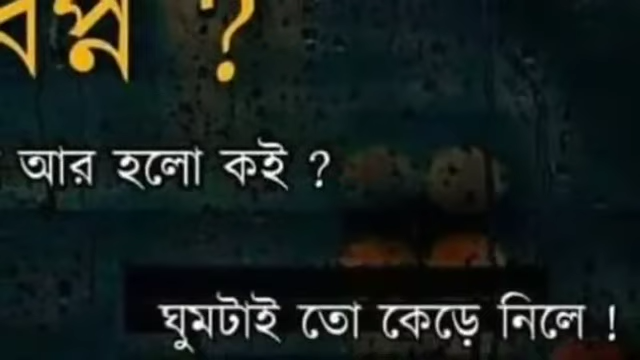 ? 
আর হলো কই ?
ঘুমটাই তো কেড়ে নিলে !